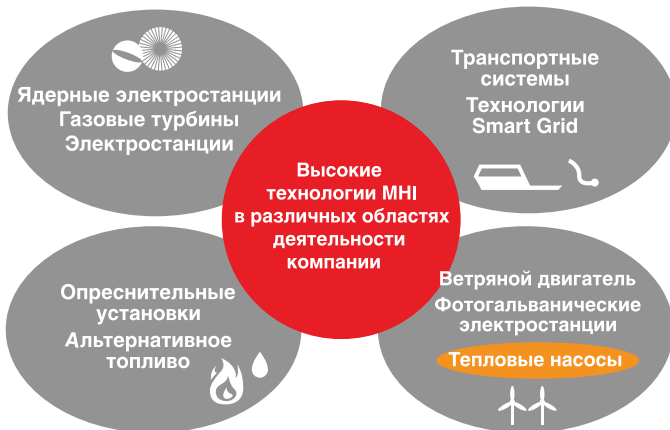 Ядерные электростанции
Газовые турбины
Электростанции
Транспортные
системы
Технологии
Smart Grid
Высокие
технологии MHI
в различных областях
деятельности
компании
Опреснительные
установки
Альтернативное
топливо
Ветряной двигатель
Фотогальванические
электростанции
Тепловые насосы